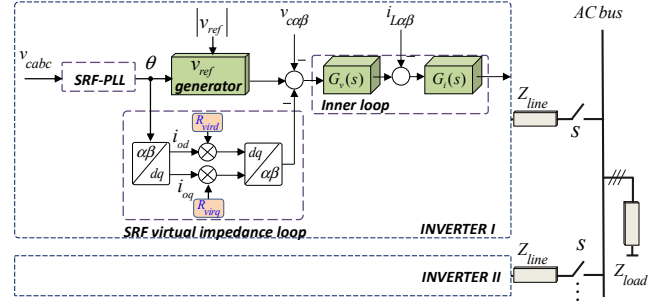 |v_ref|
v_cαβ
i_Lαβ
AC bus
v_cabc
SRF-PLL
θ
v_ref
generator
G_v(s)
G_i(s)
Inner loop
Z_line
s
R_vird
αβ
dq
i_od
i_oq
dq
αβ
R_virq
SRF virtual impedance loop
INVERTER I
Z_load
INVERTER II
Z_line
s